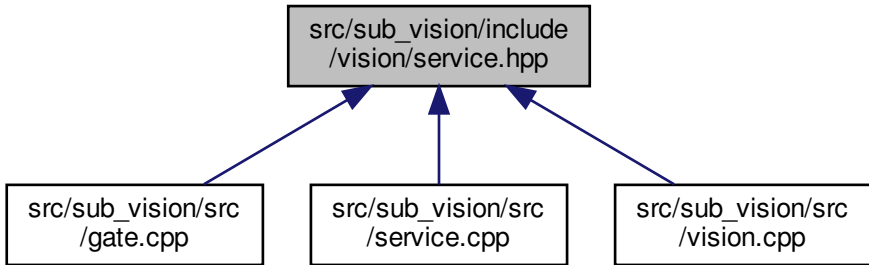 src/sub_vision/include
/vision/service.hpp
src/sub_vision/src
/gate.cpp
src/sub_vision/src
/service.cpp
src/sub_vision/src
/vision.cpp